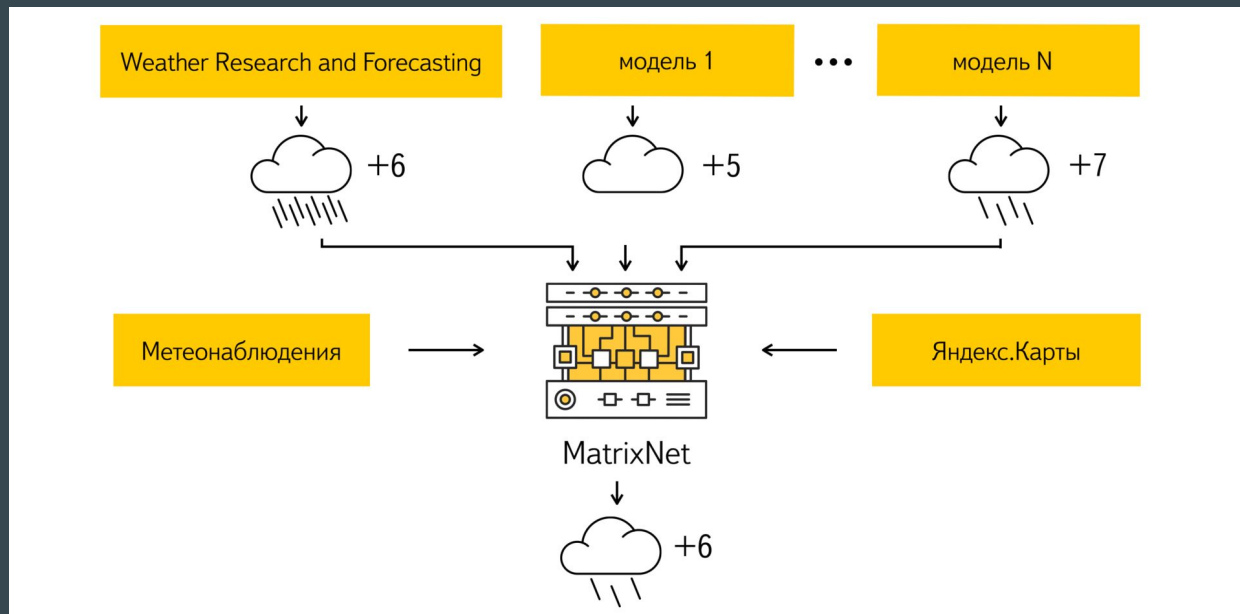 Weather Research and Forecasting
модель 1
•••
модель N
+6
+5
+7
Метеонаблюдения
Яндекс.Карты
MatrixNet
+6